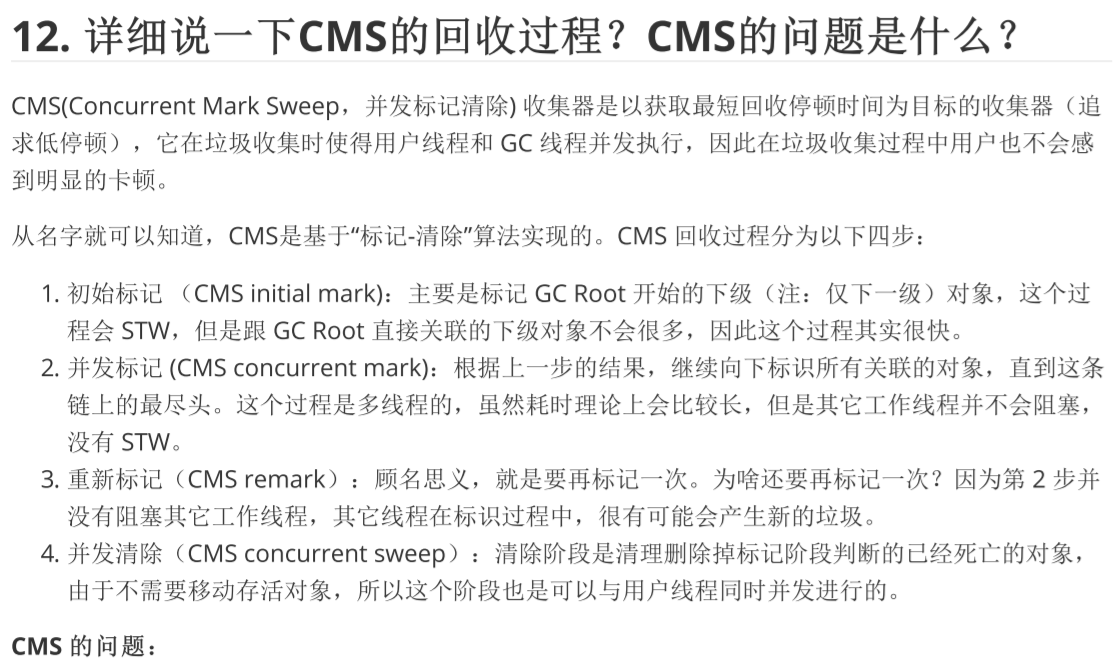 12. 详细说一下CMS的回收过程？CMS的问题是什么？
CMS(Concurrent Mark Sweep，并发标记清除) 收集器是以获取最短回收停顿时间为目标的收集器（追
求低停顿），它在垃圾收集时使得用户线程和 GC 线程并发执行，因此在垃圾收集过程中用户也不会感
到明显的卡顿。
从名字就可以知道，CMS是基于“标记-清除”算法实现的。CMS 回收过程分为以下四步：
1. 初始标记 （CMS initial mark)：主要是标记 GC Root 开始的下级（注：仅下一级）对象，这个过
程会 STW，但是跟 GC Root 直接关联的下级对象不会很多，因此这个过程其实很快。
2. 并发标记 (CMS concurrent mark)：根据上一步的结果，继续向下标识所有关联的对象，直到这条
链上的最尽头。这个过程是多线程的，虽然耗时理论上会比较长，但是其它工作线程并不会阻塞，
没有 STW。
3. 重新标记（CMS remark）：顾名思义，就是要再标记一次。为啥还要再标记一次？因为第 2 步并
没有阻塞其它工作线程，其它线程在标识过程中，很有可能会产生新的垃圾。
4. 并发清除（CMS concurrent sweep）：清除阶段是清理删除掉标记阶段判断的已经死亡的对象，
由于不需要移动存活对象，所以这个阶段也是可以与用户线程同时并发进行的。
CMS 的问题：